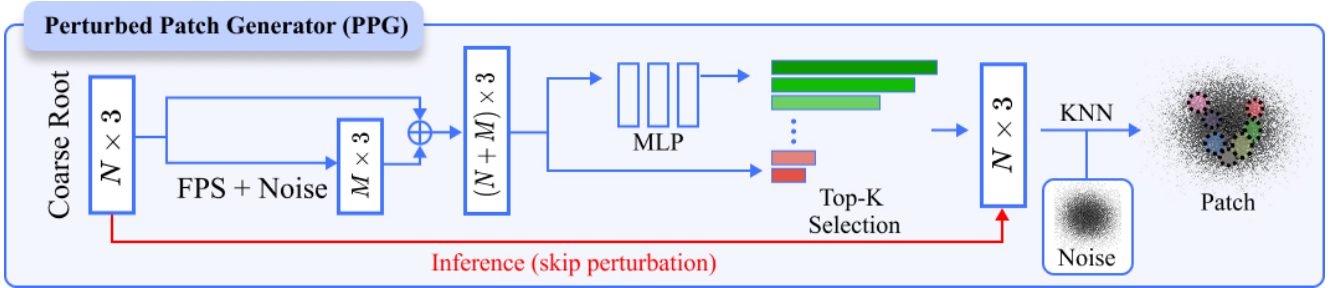 Perturbed Patch Generator (PPG)
Coarse Root
N × 3
FPS + Noise
M × 3
(N + M) × 3
MLP
Top-K
Selection
N × 3
KNN
Noise
Patch
Inference (skip perturbation)